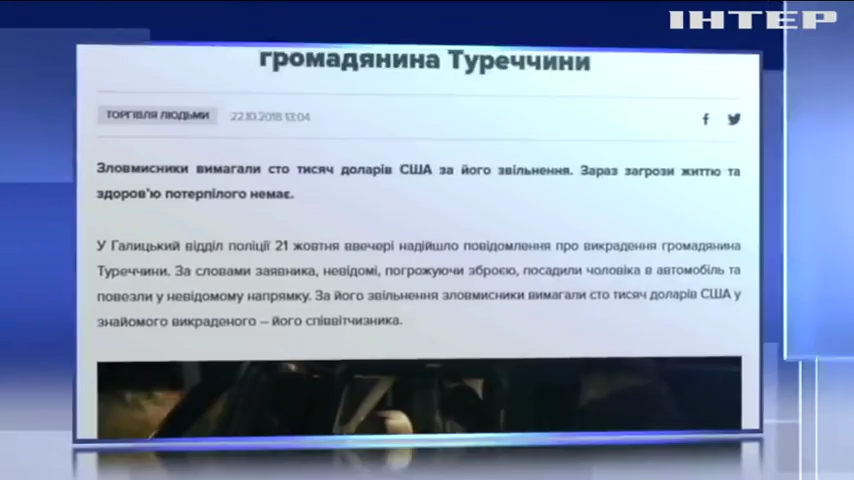 ІНТЕР
громадянина Туреччини
ТОРГІВЛЯ ЛЮДЬМИ 22.10.2018 13:04
Зловмисники вимагали сто тисяч доларів США за його звільнення. Зараз загрози життю та
здоров'ю потерпілого немає.
У Галицький відділ поліції 21 жовтня ввечері надійшло повідомлення про викрадення громадянина
Туреччини. За словами заявника, невідомі, погрожуючи зброєю, посадили чоловіка в автомобіль та
повезли у невідомому напрямку. За його звільнення зловмисники вимагали сто тисяч доларів США у
знайомого викраденого – його співвітчизника.